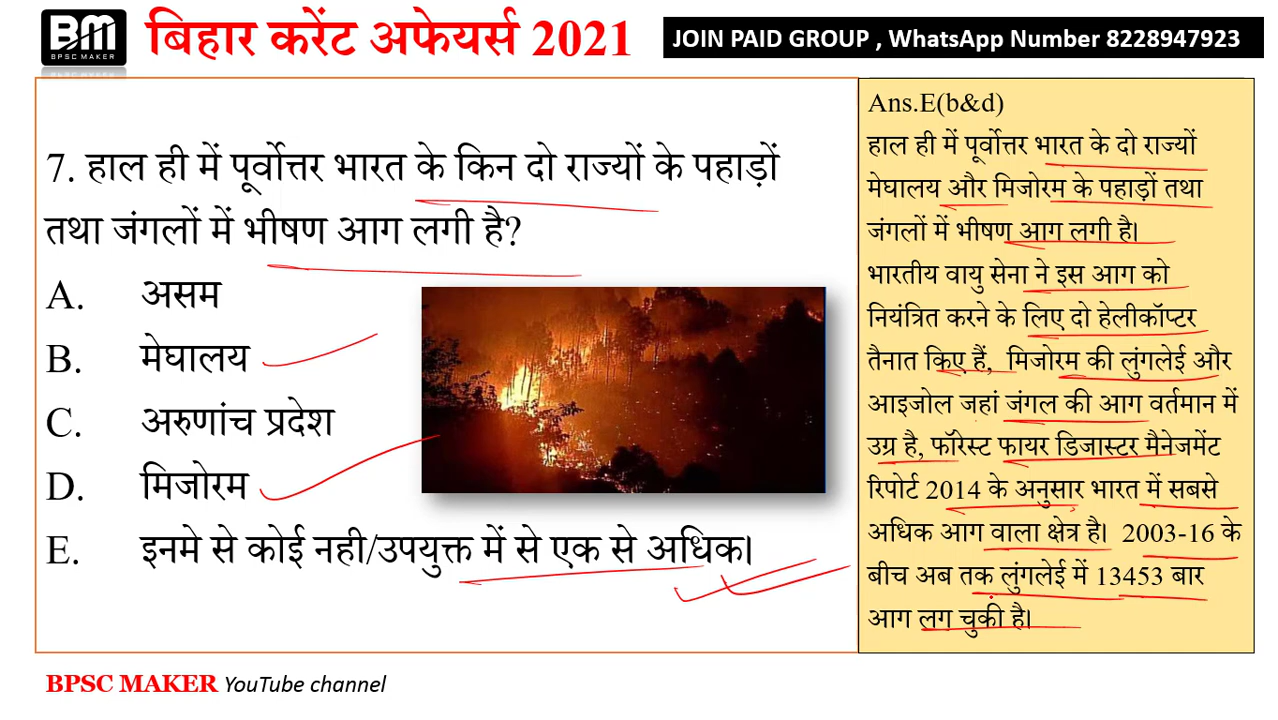 BM
BPSC MAKER
बिहार करेंट अफेयर्स 2021
JOIN PAID GROUP , WhatsApp Number 8228947923
7. हाल ही में पूर्वोत्तर भारत के किन दो राज्यों के पहाड़ों
तथा जंगलों में भीषण आग लगी है?
A. असम
B. मेघालय
C. अरुणांच प्रदेश
D. मिजोरम
E. इनमे से कोई नही/उपयुक्त में से एक से अधिक।
Ans.E(b&d)
हाल ही में पूर्वोत्तर भारत के दो राज्यों
मेघालय और मिजोरम के पहाड़ों तथा
जंगलों में भीषण आग लगी है।
भारतीय वायु सेना ने इस आग को
नियंत्रित करने के लिए दो हेलीकॉप्टर
तैनात किए हैं, मिजोरम की लुंगलेई और
आइजोल जहां जंगल की आग वर्तमान में
उग्र है, फॉरेस्ट फायर डिजास्टर मैनेजमेंट
रिपोर्ट 2014 के अनुसार भारत में सबसे
अधिक आग वाला क्षेत्र है। 2003-16 के
बीच अब तक लुंगलेई में 13453 बार
आग लग चुकी है।
BPSC MAKER YouTube channel